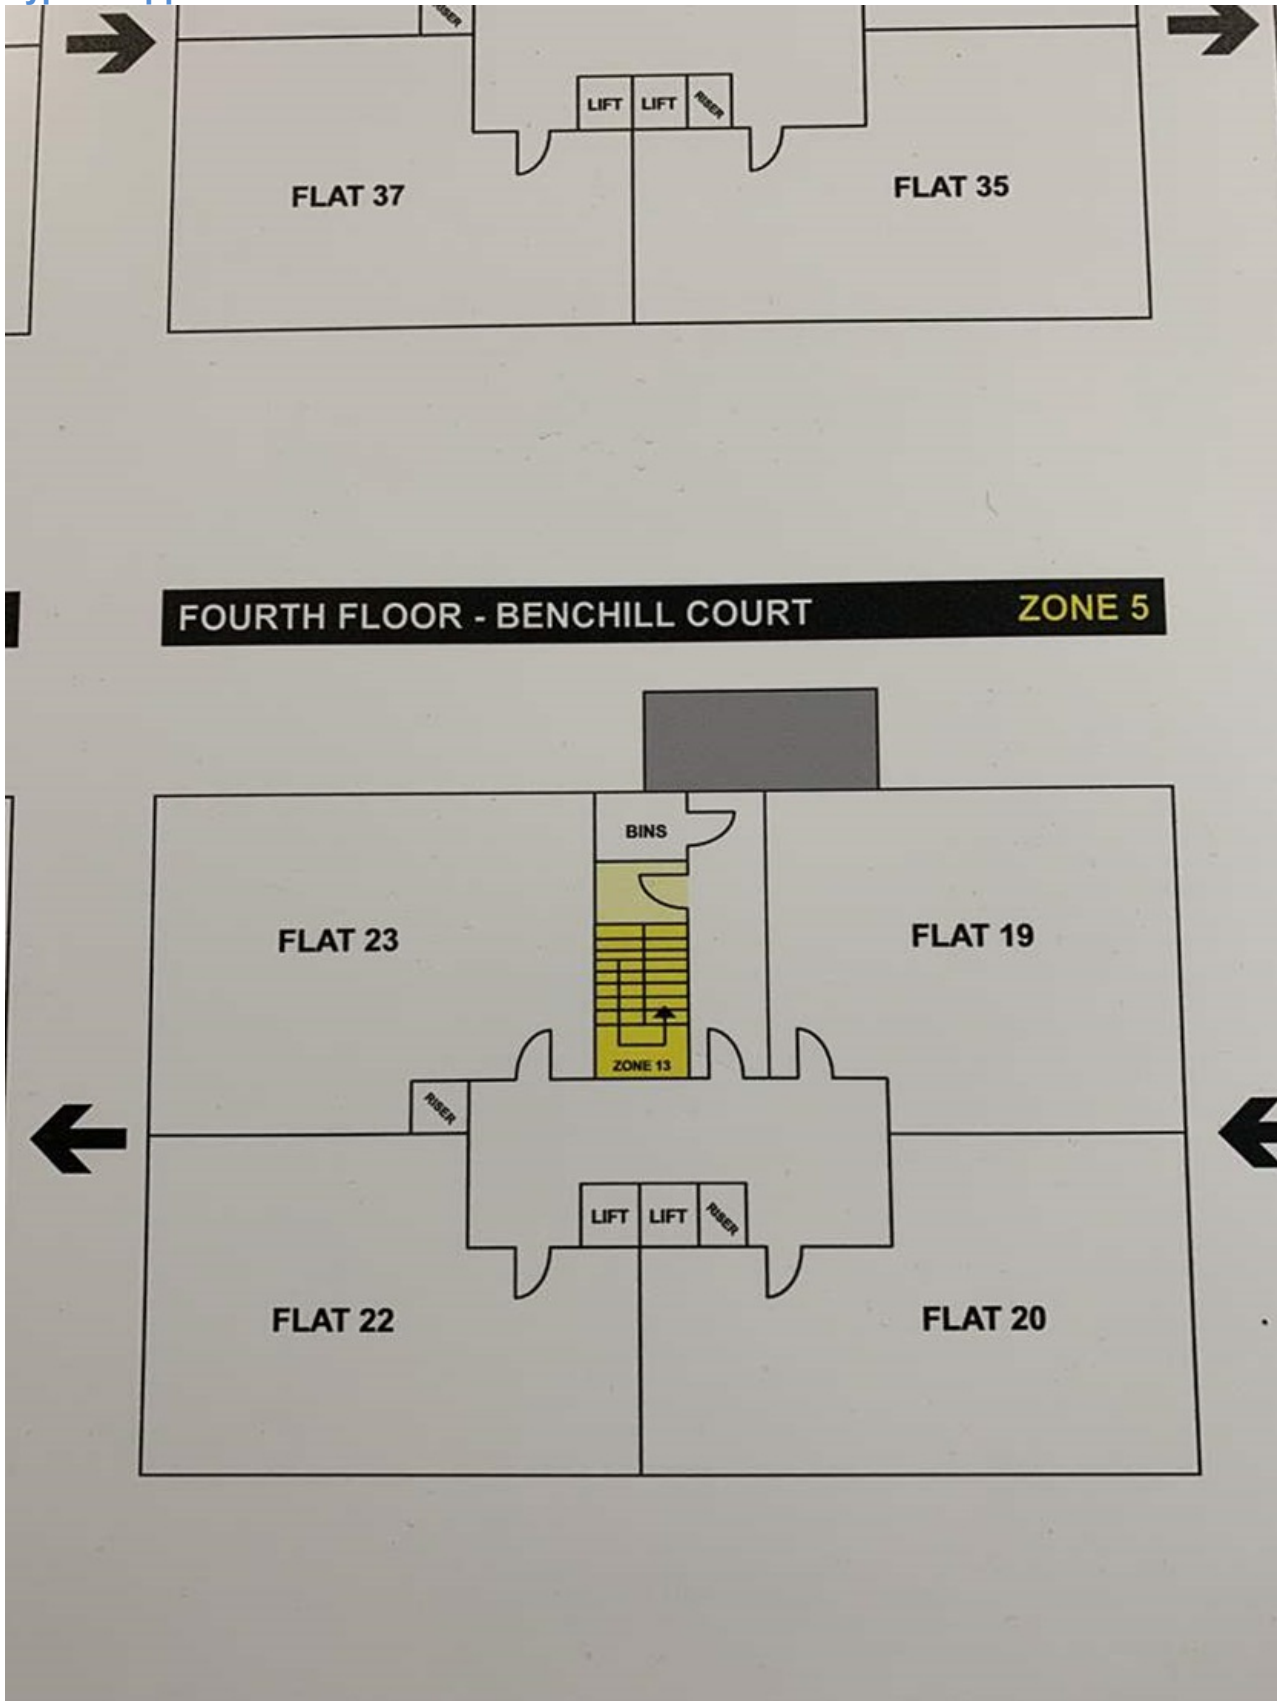 RISER
LIFT LIFT RISER
FLAT 37
FLAT 35
FOURTH FLOOR - BENCHILL COURT ZONE 5
BINS
FLAT 23
FLAT 19
ZONE 13
RISER
LIFT LIFT RISER
FLAT 22
FLAT 20